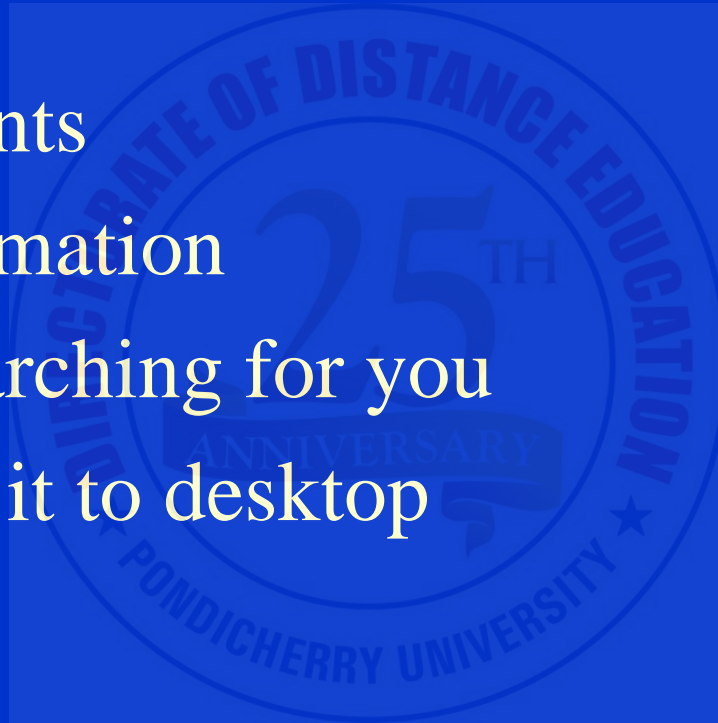 nts
mation
rching for you
it to desktop
DIRECTORATE OF DISTANCE EDUCATION
25TH
ANNIVERSARY
PONDICHERRY UNIVERSITY